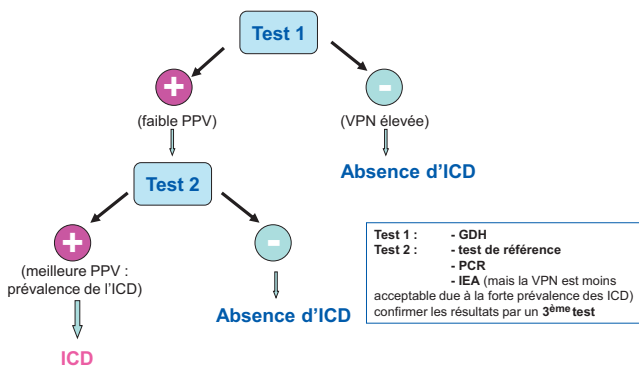 Test 1
+
-
(faible PPV)
(VPN élevée)
Absence d'ICD
Test 2
+
-
(meilleure PPV :
prévalence de l'ICD)
Absence d'ICD
ICD
Test 1 : - GDH
Test 2 : - test de référence
- PCR
- IEA (mais la VPN est moins
acceptable due à la forte prévalence des ICD)
confirmer les résultats par un 3ème test